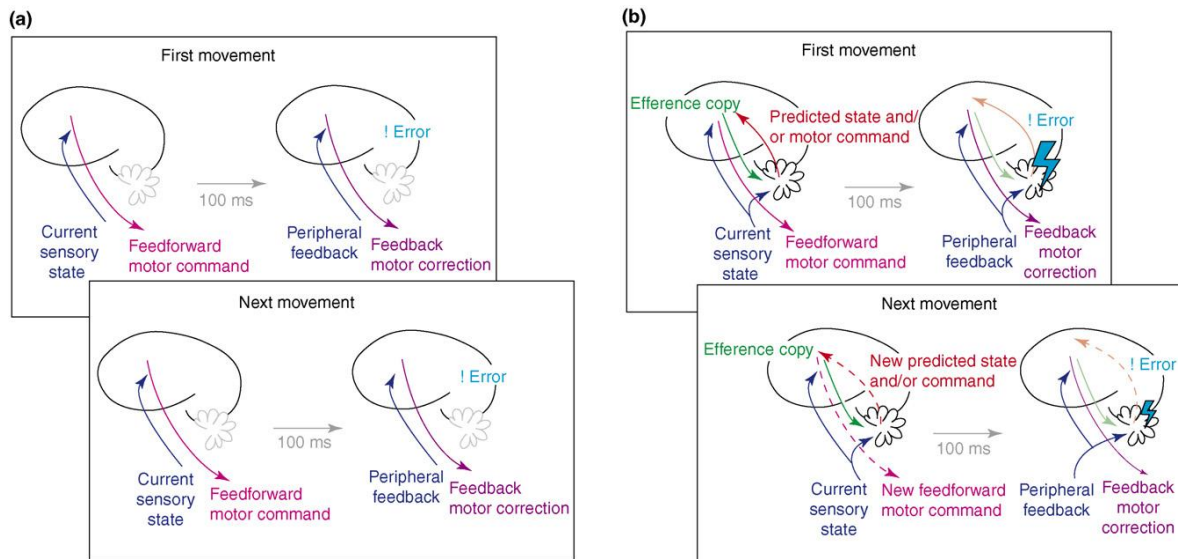 (a)
First movement
! Error
100 ms
Current
sensory
state
Feedforward
motor command
Peripheral
feedback
Feedback
motor correction
Next movement
! Error
100 ms
Current
sensory
state
Feedforward
motor command
Peripheral
feedback
Feedback
motor correction
(b)
First movement
Efference copy
Predicted state and/
or motor command
! Error
100 ms
Current
sensory
state
Feedforward
motor command
Peripheral
feedback
Feedback
motor
correction
Next movement
Efference copy
New predicted state
and/or command
! Error
100 ms
Current
sensory
state
New feedforward
motor command
Peripheral
feedback
Feedback
motor
correction